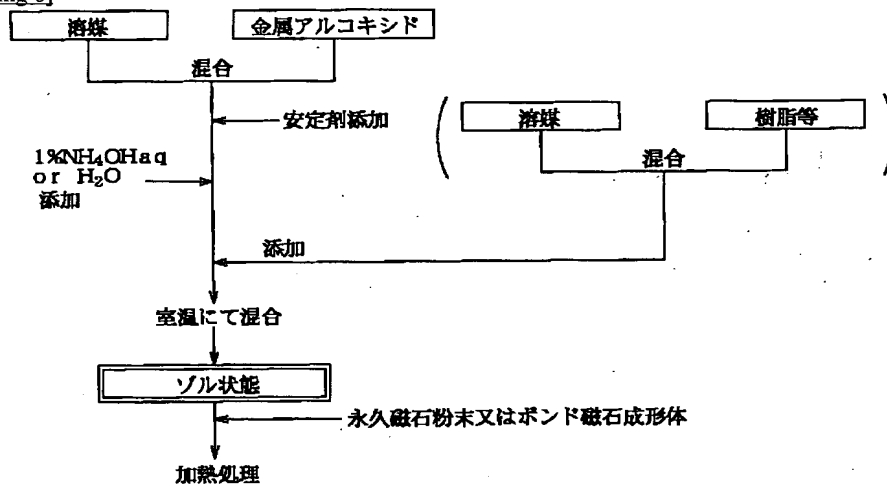 溶媒
金属アルコキシド
混合
安定剤添加
溶媒
樹脂等
混合
1%NH₄OHaq
or H₂O
添加
添加
室温にて混合
ゾル状態
永久磁石粉末又はボンド磁石成形体
加熱処理